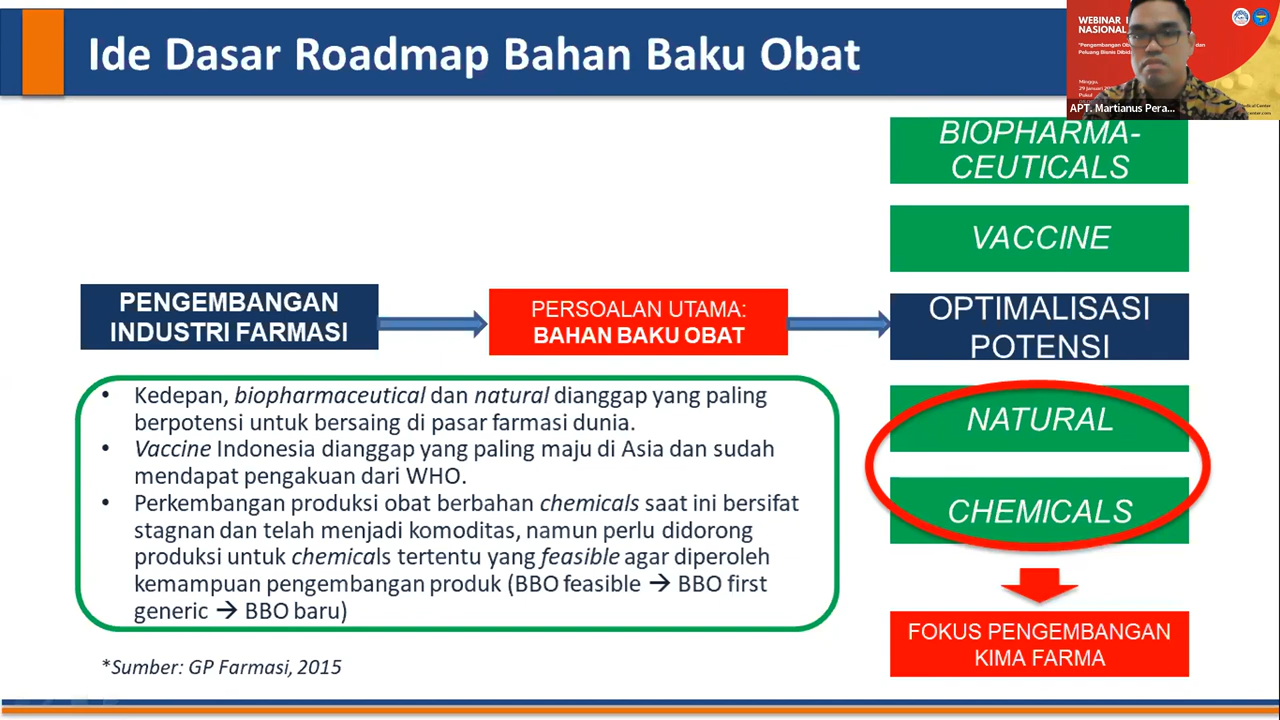 Ide Dasar Roadmap Bahan Baku Obat
WEBINAR
NASIONAL
"Pengembangan
dan
Peluang Bisnis
Minggu,
29 Januari
Pukul
APT. Martianus Pera...
BIOPHARMA-
CEUTICALS
VACCINE
PENGEMBANGAN
INDUSTRI FARMASI
PERSOALAN UTAMA:
BAHAN BAKU OBAT
OPTIMALISASI
POTENSI
NATURAL
CHEMICALS
FOKUS PENGEMBANGAN
KIMA FARMA
• Kedepan, biopharmaceutical dan natural dianggap yang paling
berpotensi untuk bersaing di pasar farmasi dunia.
• Vaccine Indonesia dianggap yang paling maju di Asia dan sudah
mendapat pengakuan dari WHO.
• Perkembangan produksi obat berbahan chemicals saat ini bersifat
stagnan dan telah menjadi komoditas, namun perlu didorong
produksi untuk chemicals tertentu yang feasible agar diperoleh
kemampuan pengembangan produk (BBO feasible → BBO first
generic → BBO baru)
*Sumber: GP Farmasi, 2015